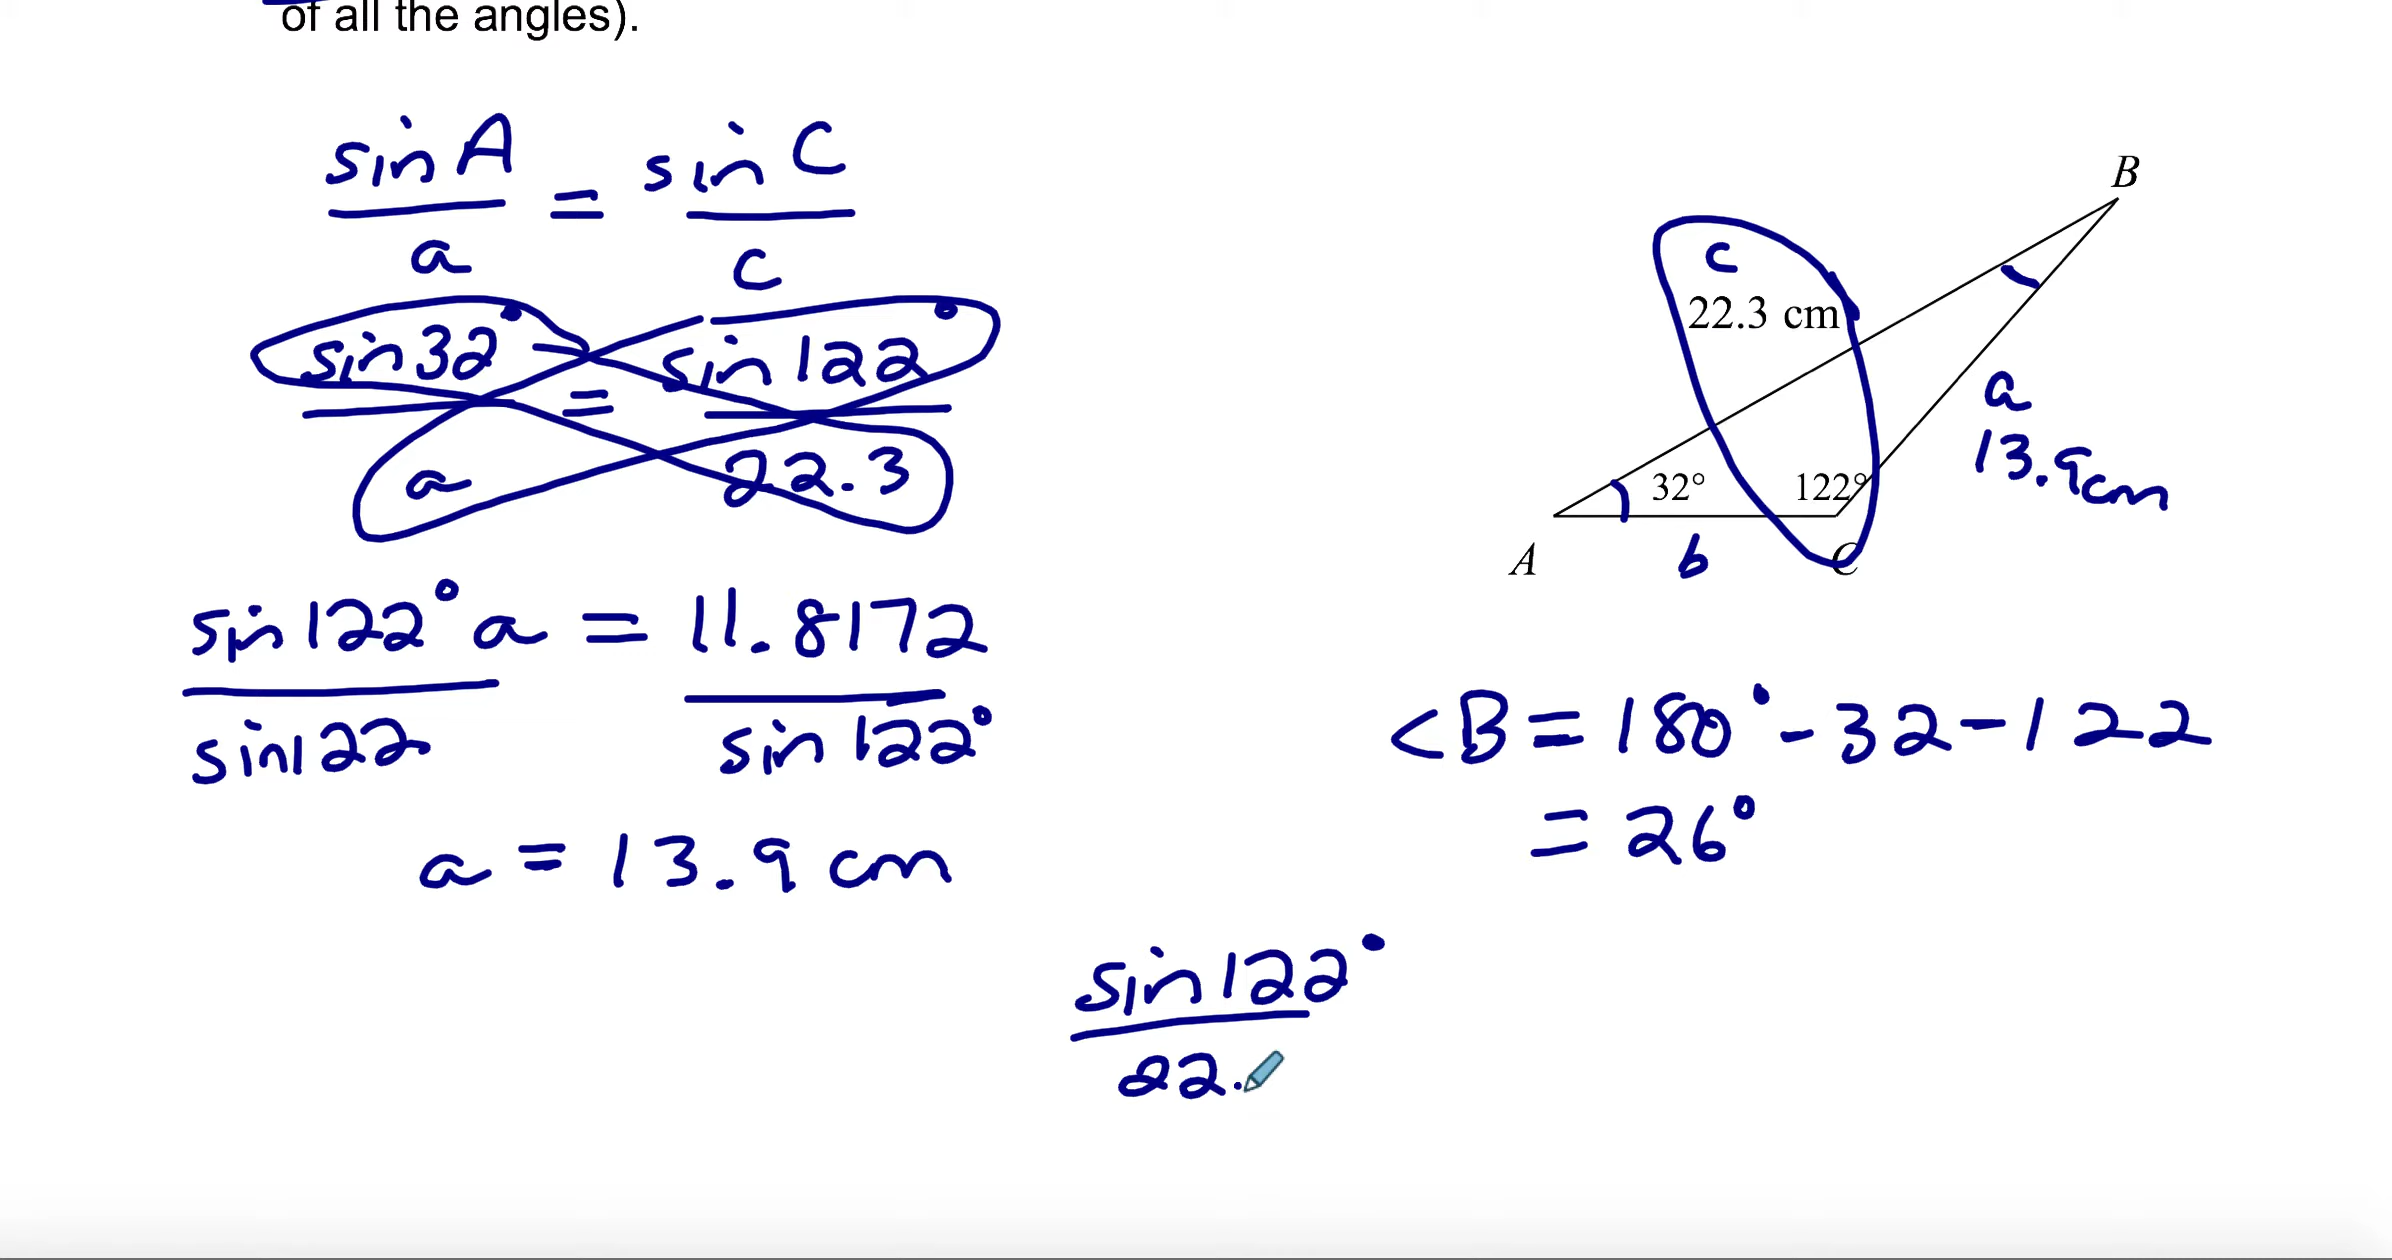 of all the angles).
sin A = sin C
a c
sin 32° = sin 122°
a 22.3
sin 122° a = 11.8172
sin 122 sin 122°
a = 13.9 cm
B
c
22.3 cm
a
13.9cm
32° 122°
A b C
<B = 180° - 32 - 122
= 26°
sin 122°
22.